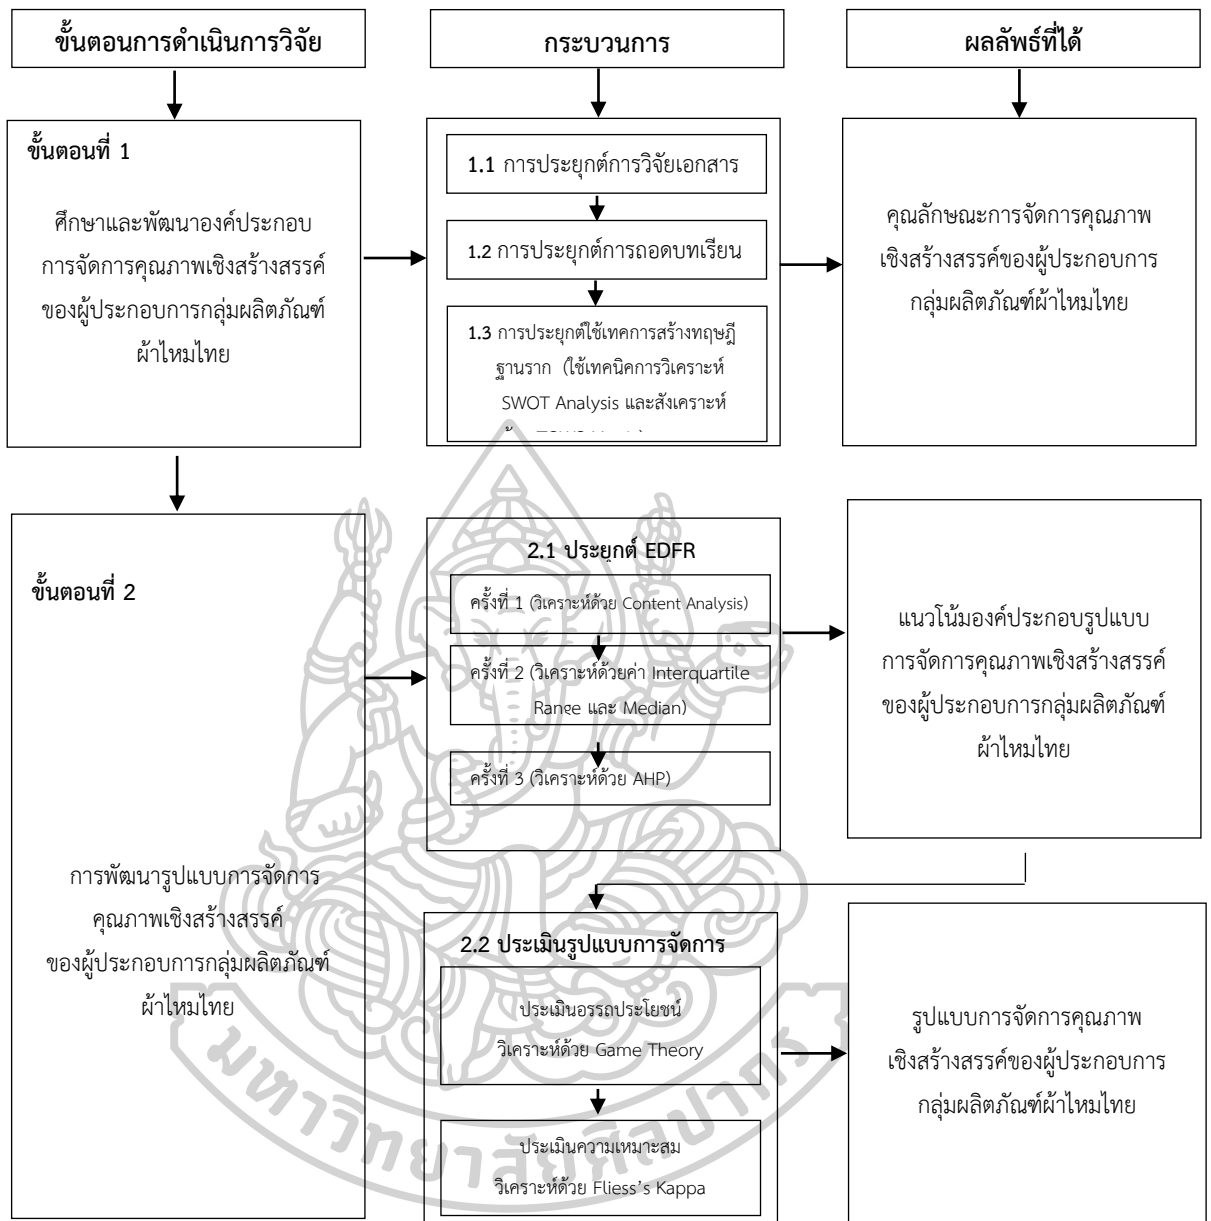 ขั้นตอนการดำเนินการวิจัย
กระบวนการ
ผลลัพธ์ที่ได้
ขั้นตอนที่ 1
ศึกษาและพัฒนาองค์ประกอบ
การจัดการคุณภาพเชิงสร้างสรรค์
ของผู้ประกอบการกลุ่มผลิตภัณฑ์
ผ้าไหมไทย
1.1 การประยุกต์การวิจัยเอกสาร
1.2 การประยุกต์การถอดบทเรียน
1.3 การประยุกต์ใช้เทคการสร้างทฤษฎี
ฐานราก (ใช้เทคนิคการวิเคราะห์
SWOT Analysis และสังเคราะห์
คุณลักษณะการจัดการคุณภาพ
เชิงสร้างสรรค์ของผู้ประกอบการ
กลุ่มผลิตภัณฑ์ผ้าไหมไทย
ขั้นตอนที่ 2
การพัฒนารูปแบบการจัดการ
คุณภาพเชิงสร้างสรรค์
ของผู้ประกอบการกลุ่มผลิตภัณฑ์
ผ้าไหมไทย
2.1 ประยุกต์ EDFR
ครั้งที่ 1 (วิเคราะห์ด้วย Content Analysis)
ครั้งที่ 2 (วิเคราะห์ด้วยค่า Interquartile
Range และ Median)
ครั้งที่ 3 (วิเคราะห์ด้วย AHP)
แนวโน้มองค์ประกอบรูปแบบ
การจัดการคุณภาพเชิงสร้างสรรค์
ของผู้ประกอบการกลุ่มผลิตภัณฑ์
ผ้าไหมไทย
2.2 ประเมินรูปแบบการจัดการ
ประเมินอรรถประโยชน์
วิเคราะห์ด้วย Game Theory
ประเมินความเหมาะสม
วิเคราะห์ด้วย Fliess's Kappa
รูปแบบการจัดการคุณภาพ
เชิงสร้างสรรค์ของผู้ประกอบการ
กลุ่มผลิตภัณฑ์ผ้าไหมไทย
มหาวิทยาลัยศิลปากร